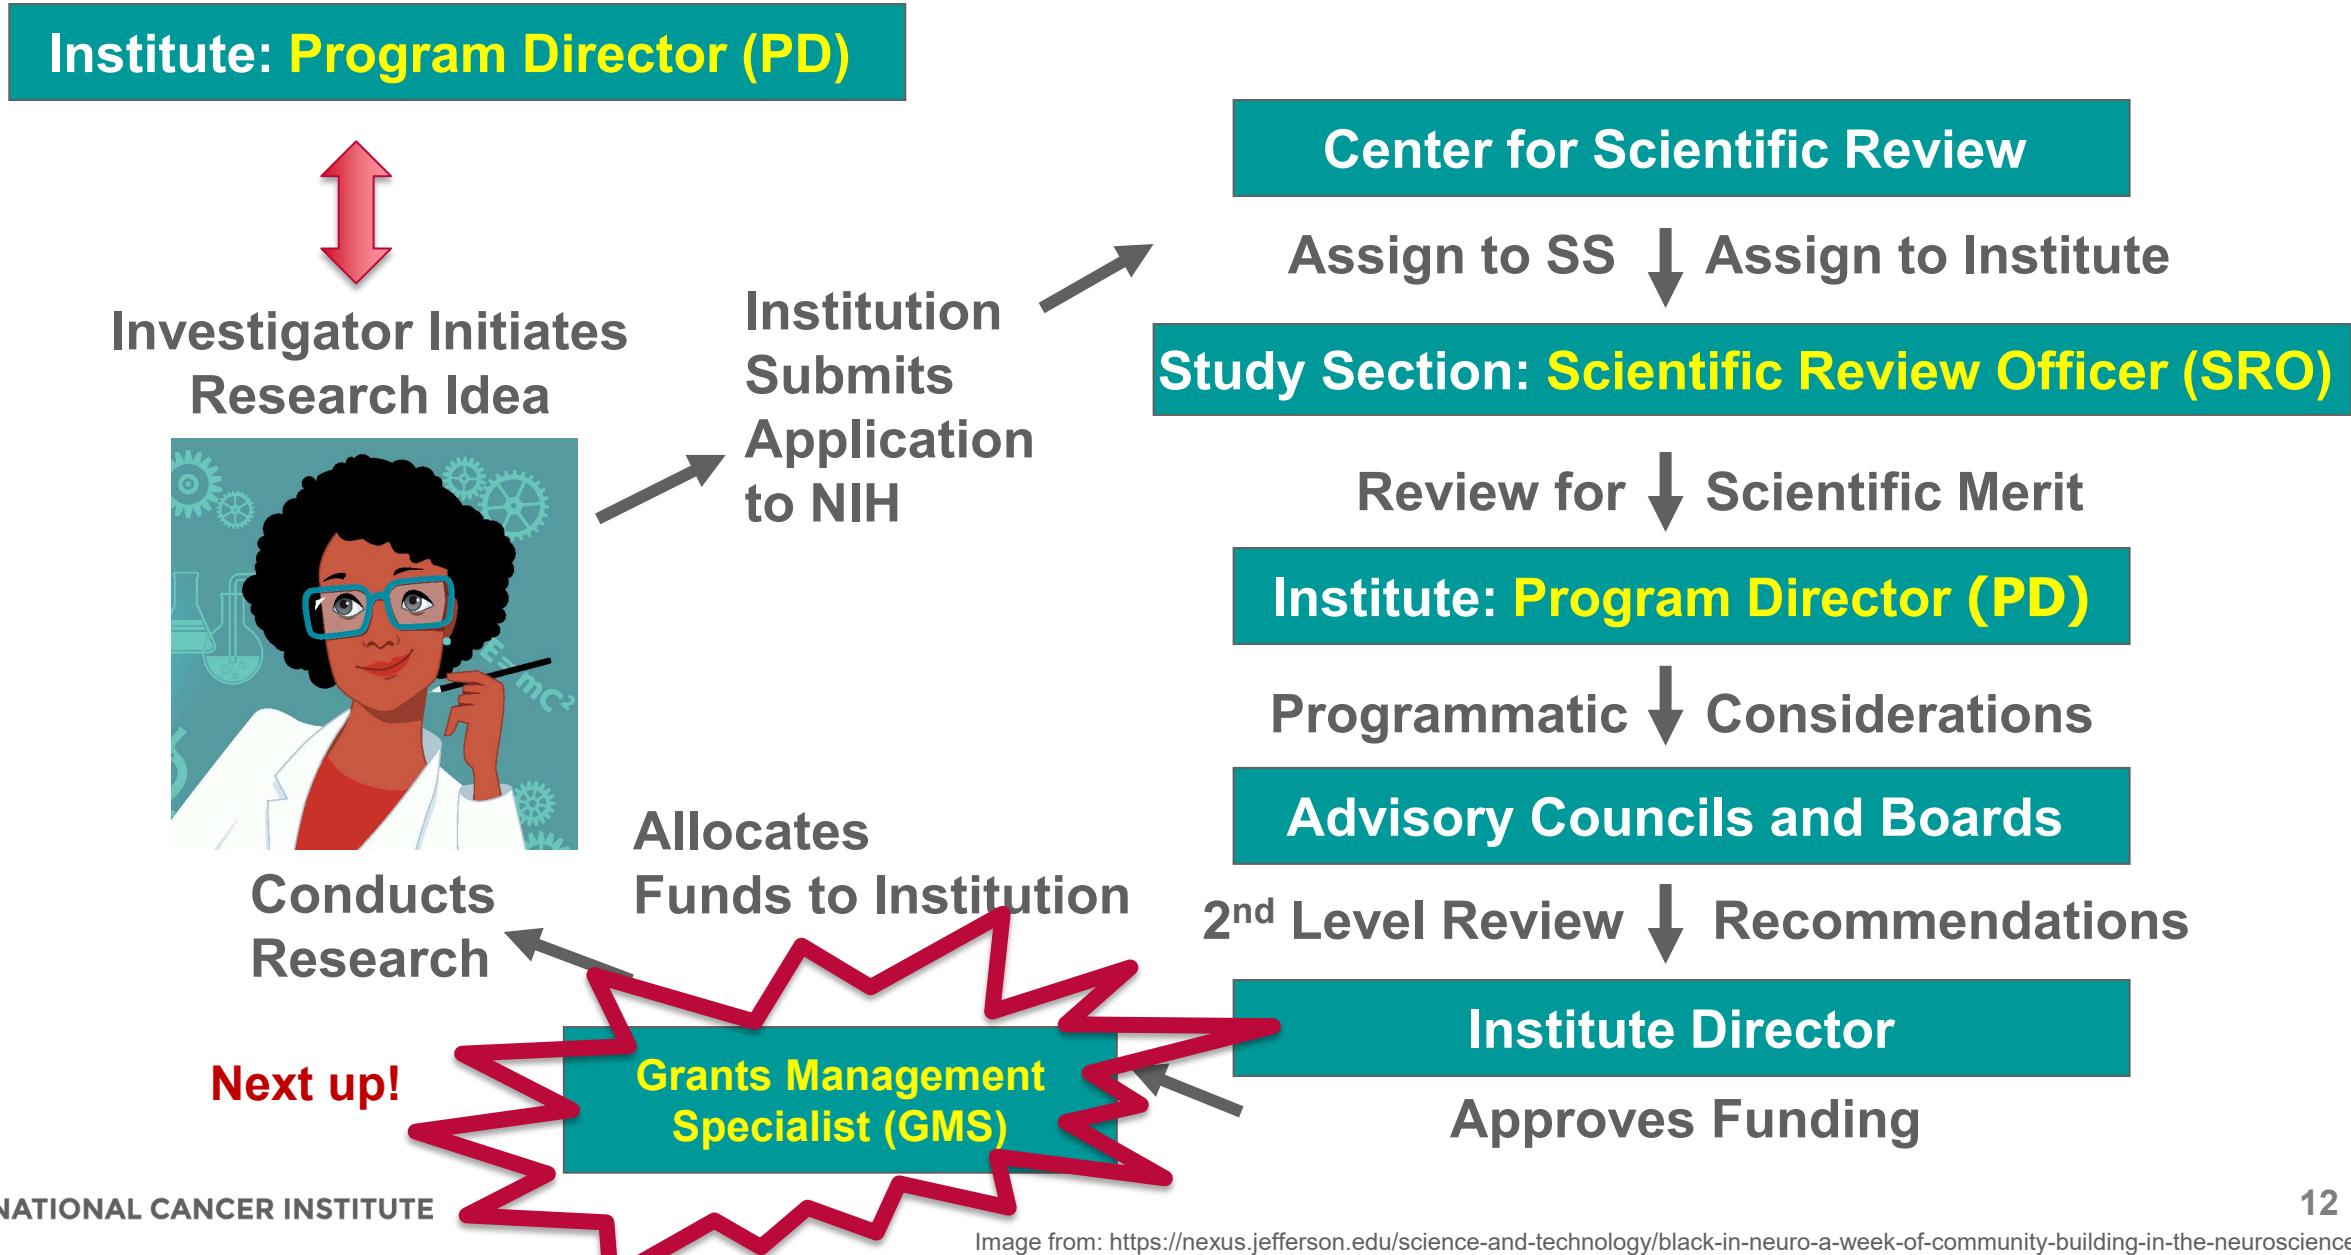 Institute: Program Director (PD)
Investigator Initiates
Research Idea
E=mc²
Institution
Submits
Application
to NIH
Center for Scientific Review
Assign to SS Assign to Institute
Study Section: Scientific Review Officer (SRO)
Review for Scientific Merit
Institute: Program Director (PD)
Programmatic Considerations
Advisory Councils and Boards
2nd Level Review Recommendations
Institute Director
Approves Funding
Allocates
Funds to Institution
Grants Management
Specialist (GMS)
Next up!
Conducts
Research
NATIONAL CANCER INSTITUTE
12
Image from: https://nexus.jefferson.edu/science-and-technology/black-in-neuro-a-week-of-community-building-in-the-neuroscienc